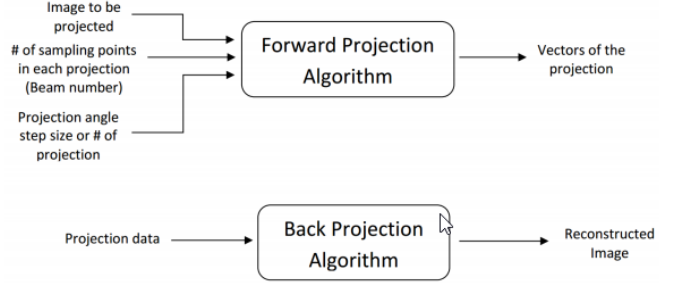 Image to be
projected
# of sampling points
in each projection
(Beam number)
Projection angle
step size or # of
projection
Forward Projection
Algorithm
Vectors of the
projection
Projection data
Back Projection
Algorithm
Reconstructed
Image